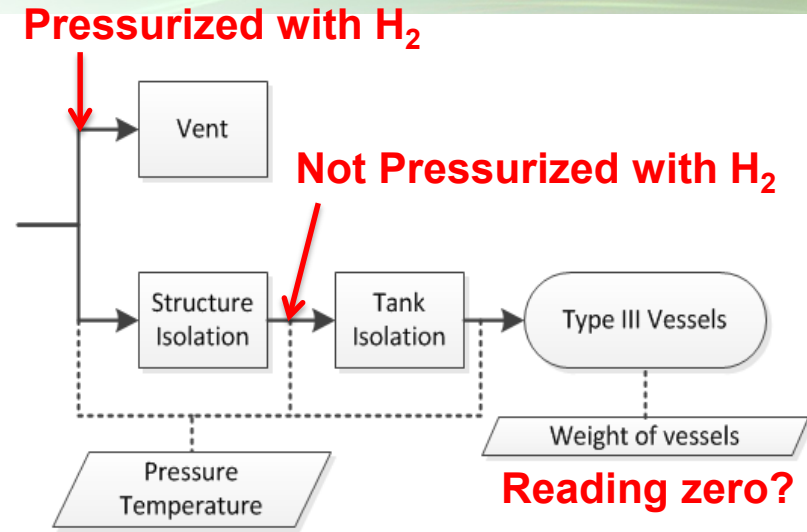 Pressurized with H₂
Vent
Not Pressurized with H₂
Structure
Isolation
Tank
Isolation
Type III Vessels
Weight of vessels
Reading zero?
Pressure
Temperature